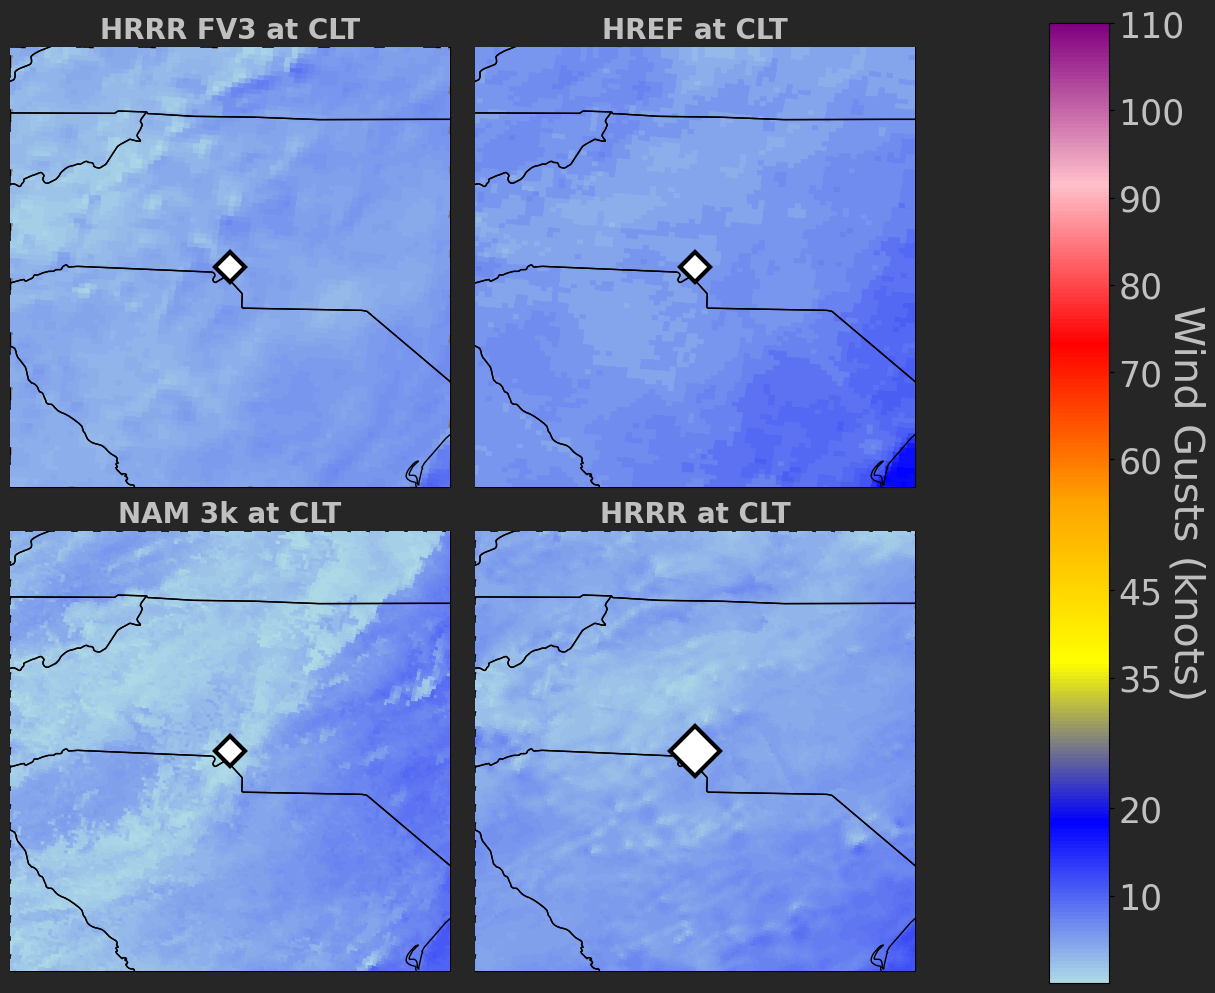 HRRR FV3 at CLT
HREF at CLT
NAM 3k at CLT
HRRR at CLT
110
100
90
80
70
60
45
35
20
10
Wind Gusts (knots)